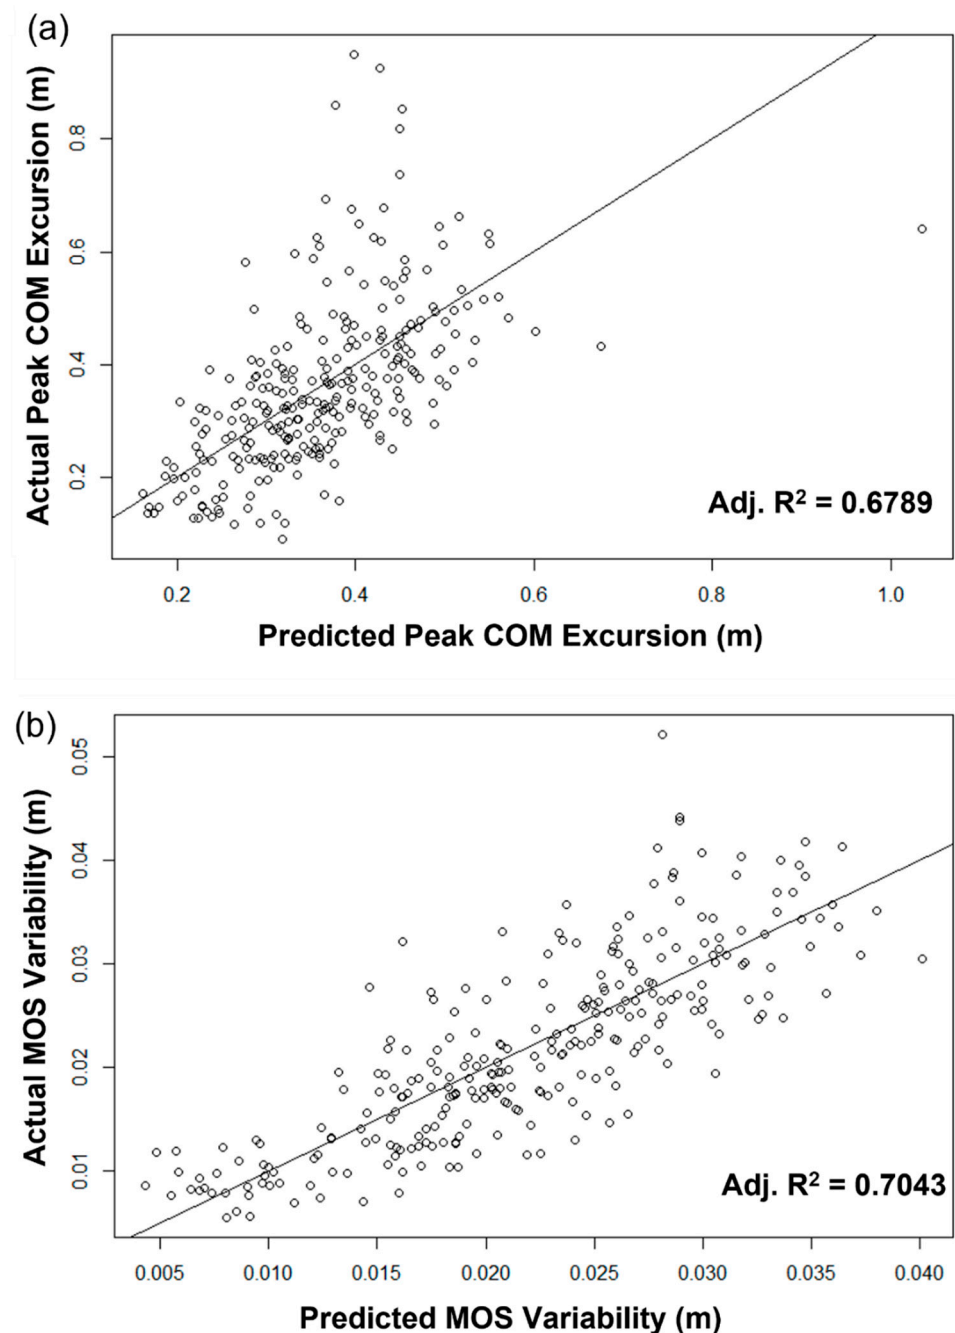 (a)
Actual Peak COM Excursion (m)
0.8
0.6
0.4
0.2
Adj. R² = 0.6789
0.2 0.4 0.6 0.8 1.0
Predicted Peak COM Excursion (m)
(b)
Actual MOS Variability (m)
0.05
0.04
0.03
0.02
0.01
Adj. R² = 0.7043
0.005 0.010 0.015 0.020 0.025 0.030 0.035 0.040
Predicted MOS Variability (m)